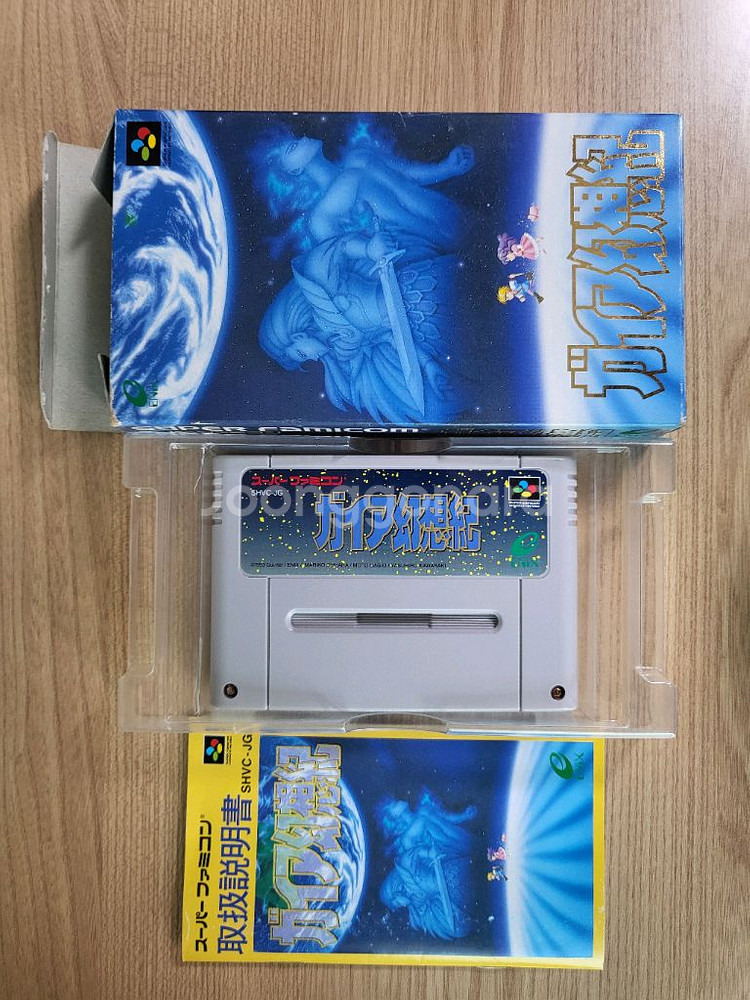 ガイア幻想紀
ENIX
SUPER Famicom
スーパーファミコン
SHVC-JG
ガイア幻想紀
ENIX
joonggonara
スーパーファミコン
取扱説明書
SHVC-JG
ガイア幻想紀
ENIX